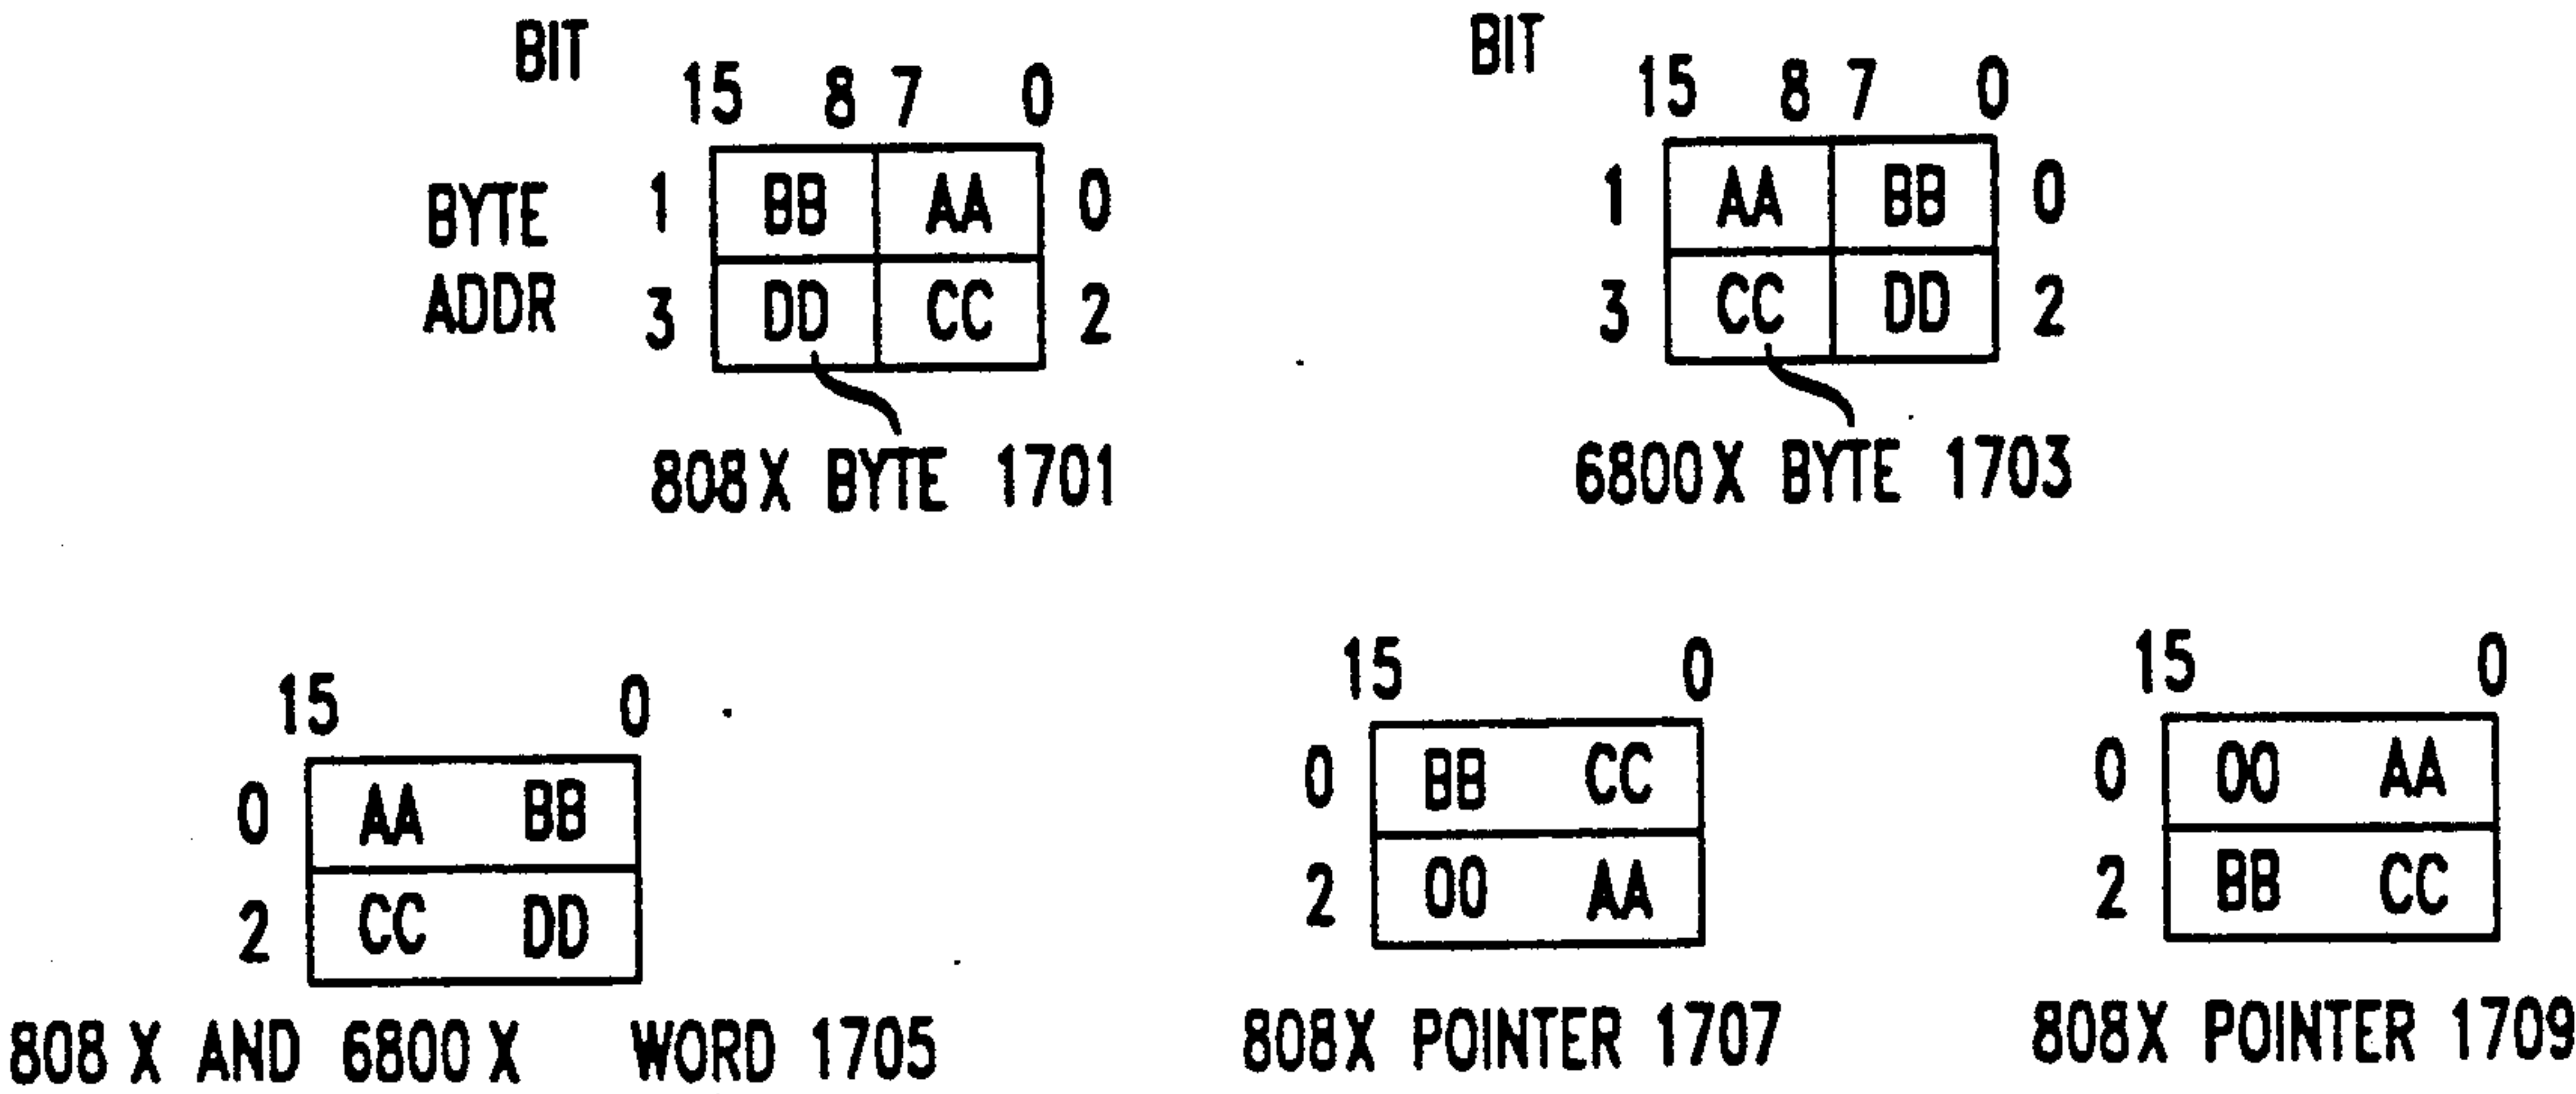 BIT
15 8 7 0
BYTE ADDR
1 BB AA 0
3 DD CC 2
808X BYTE 1701
BIT
15 8 7 0
1 AA BB 0
3 CC DD 2
6800X BYTE 1703
15 0
0 AA BB
2 CC DD
808X AND 6800X WORD 1705
15 0
0 BB CC
2 00 AA
808X POINTER 1707
15 0
0 00 AA
2 BB CC
808X POINTER 1709